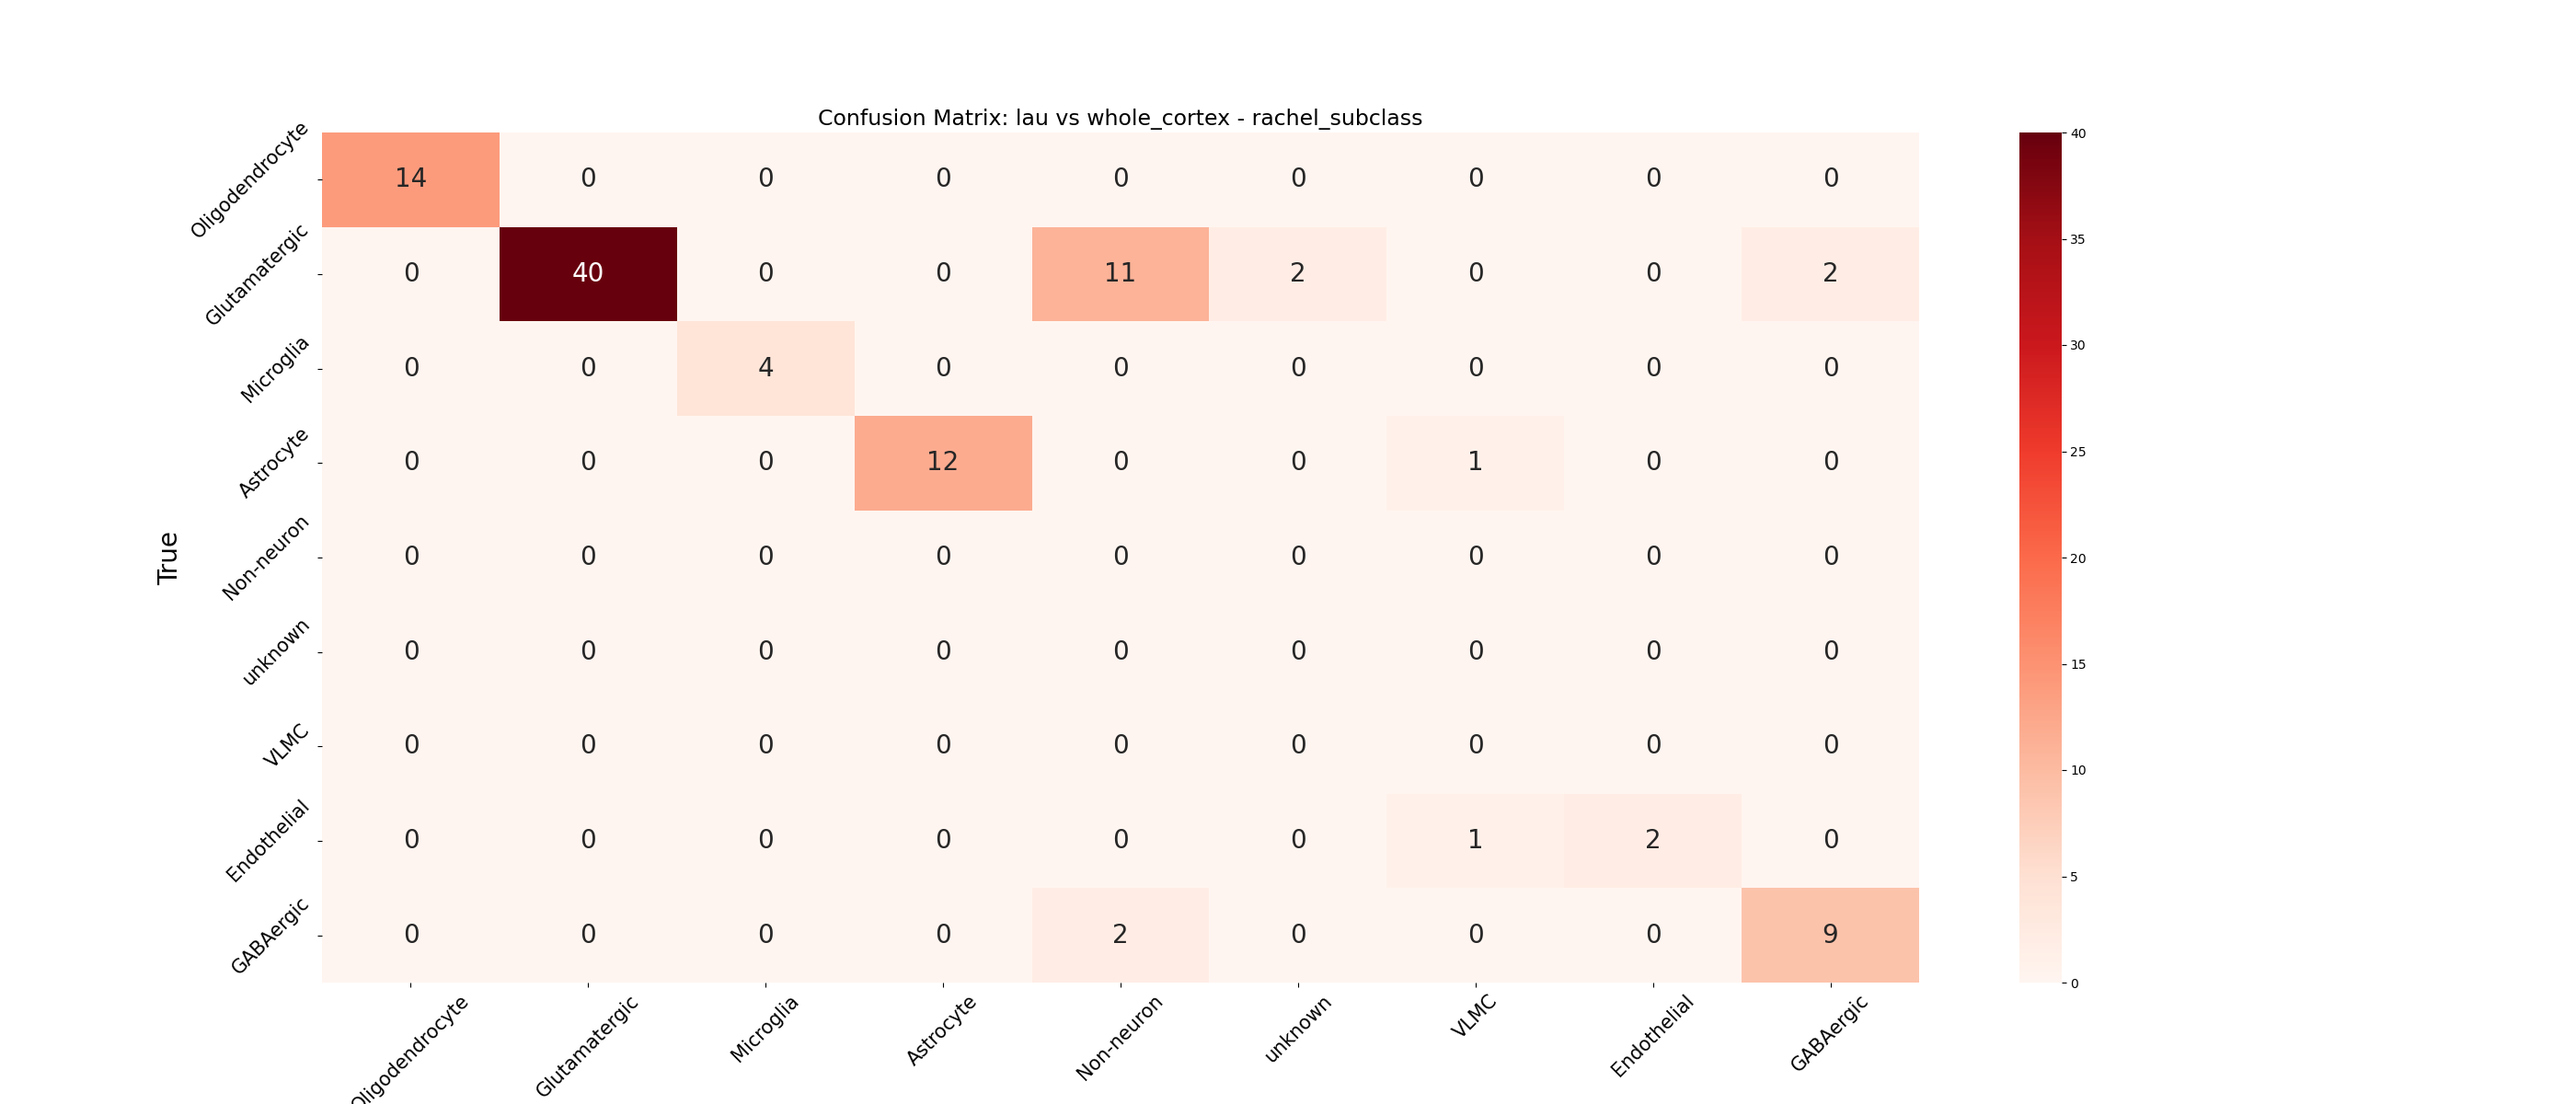 Confusion Matrix: lau vs whole_cortex - rachel_subclass
True
Oligodendrocyte 14 0 0 0 0 0 0 0 0
Glutamatergic 0 40 0 0 11 2 0 0 2
Microglia 0 0 4 0 0 0 0 0 0
Astrocyte 0 0 0 12 0 0 1 0 0
Non-neuron 0 0 0 0 0 0 0 0 0
unknown 0 0 0 0 0 0 0 0 0
VLMC 0 0 0 0 0 0 0 0 0
Endothelial 0 0 0 0 0 0 1 2 0
GABAergic 0 0 0 0 2 0 0 0 9
Oligodendrocyte Glutamatergic Microglia Astrocyte Non-neuron unknown VLMC Endothelial GABAergic
40
35
30
25
20
15
10
5
0